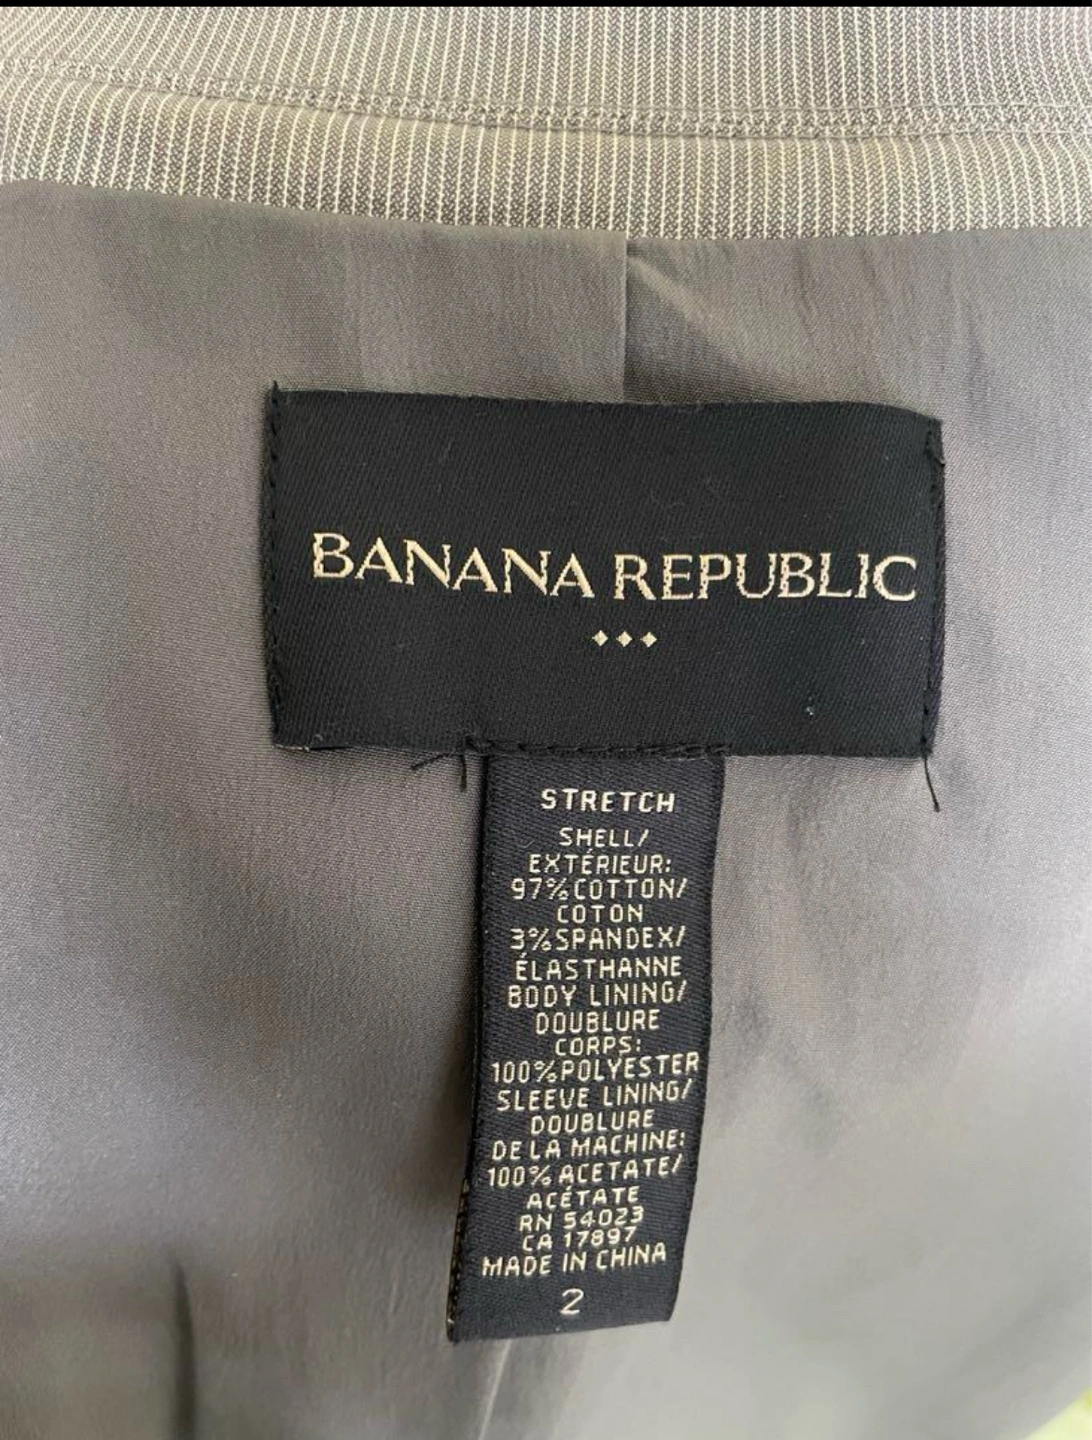 BANANA REPUBLIC
STRETCH
SHELL/
EXTÉRIEUR:
97%COTTON/
COTON
3%SPANDEX/
ÉLASTHANNE
BODY LINING/
DOUBLURE
CORPS:
100%POLYESTER
SLEEVE LINING/
DOUBLURE
DE LA MACHINE:
100% ACETATE/
ACÉTATE
RN 54023
CA 17897
MADE IN CHINA
2